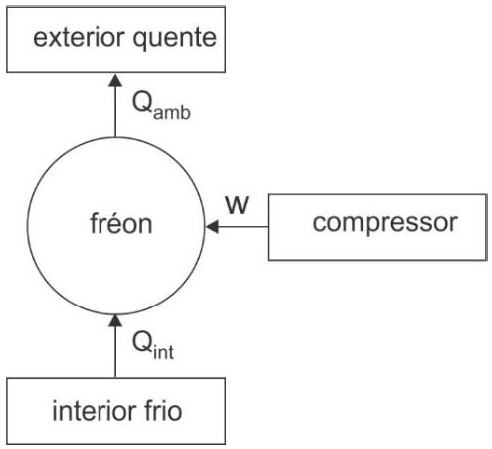 exterior quente
Qamb
fréon
W
compressor
Qint
interior frio